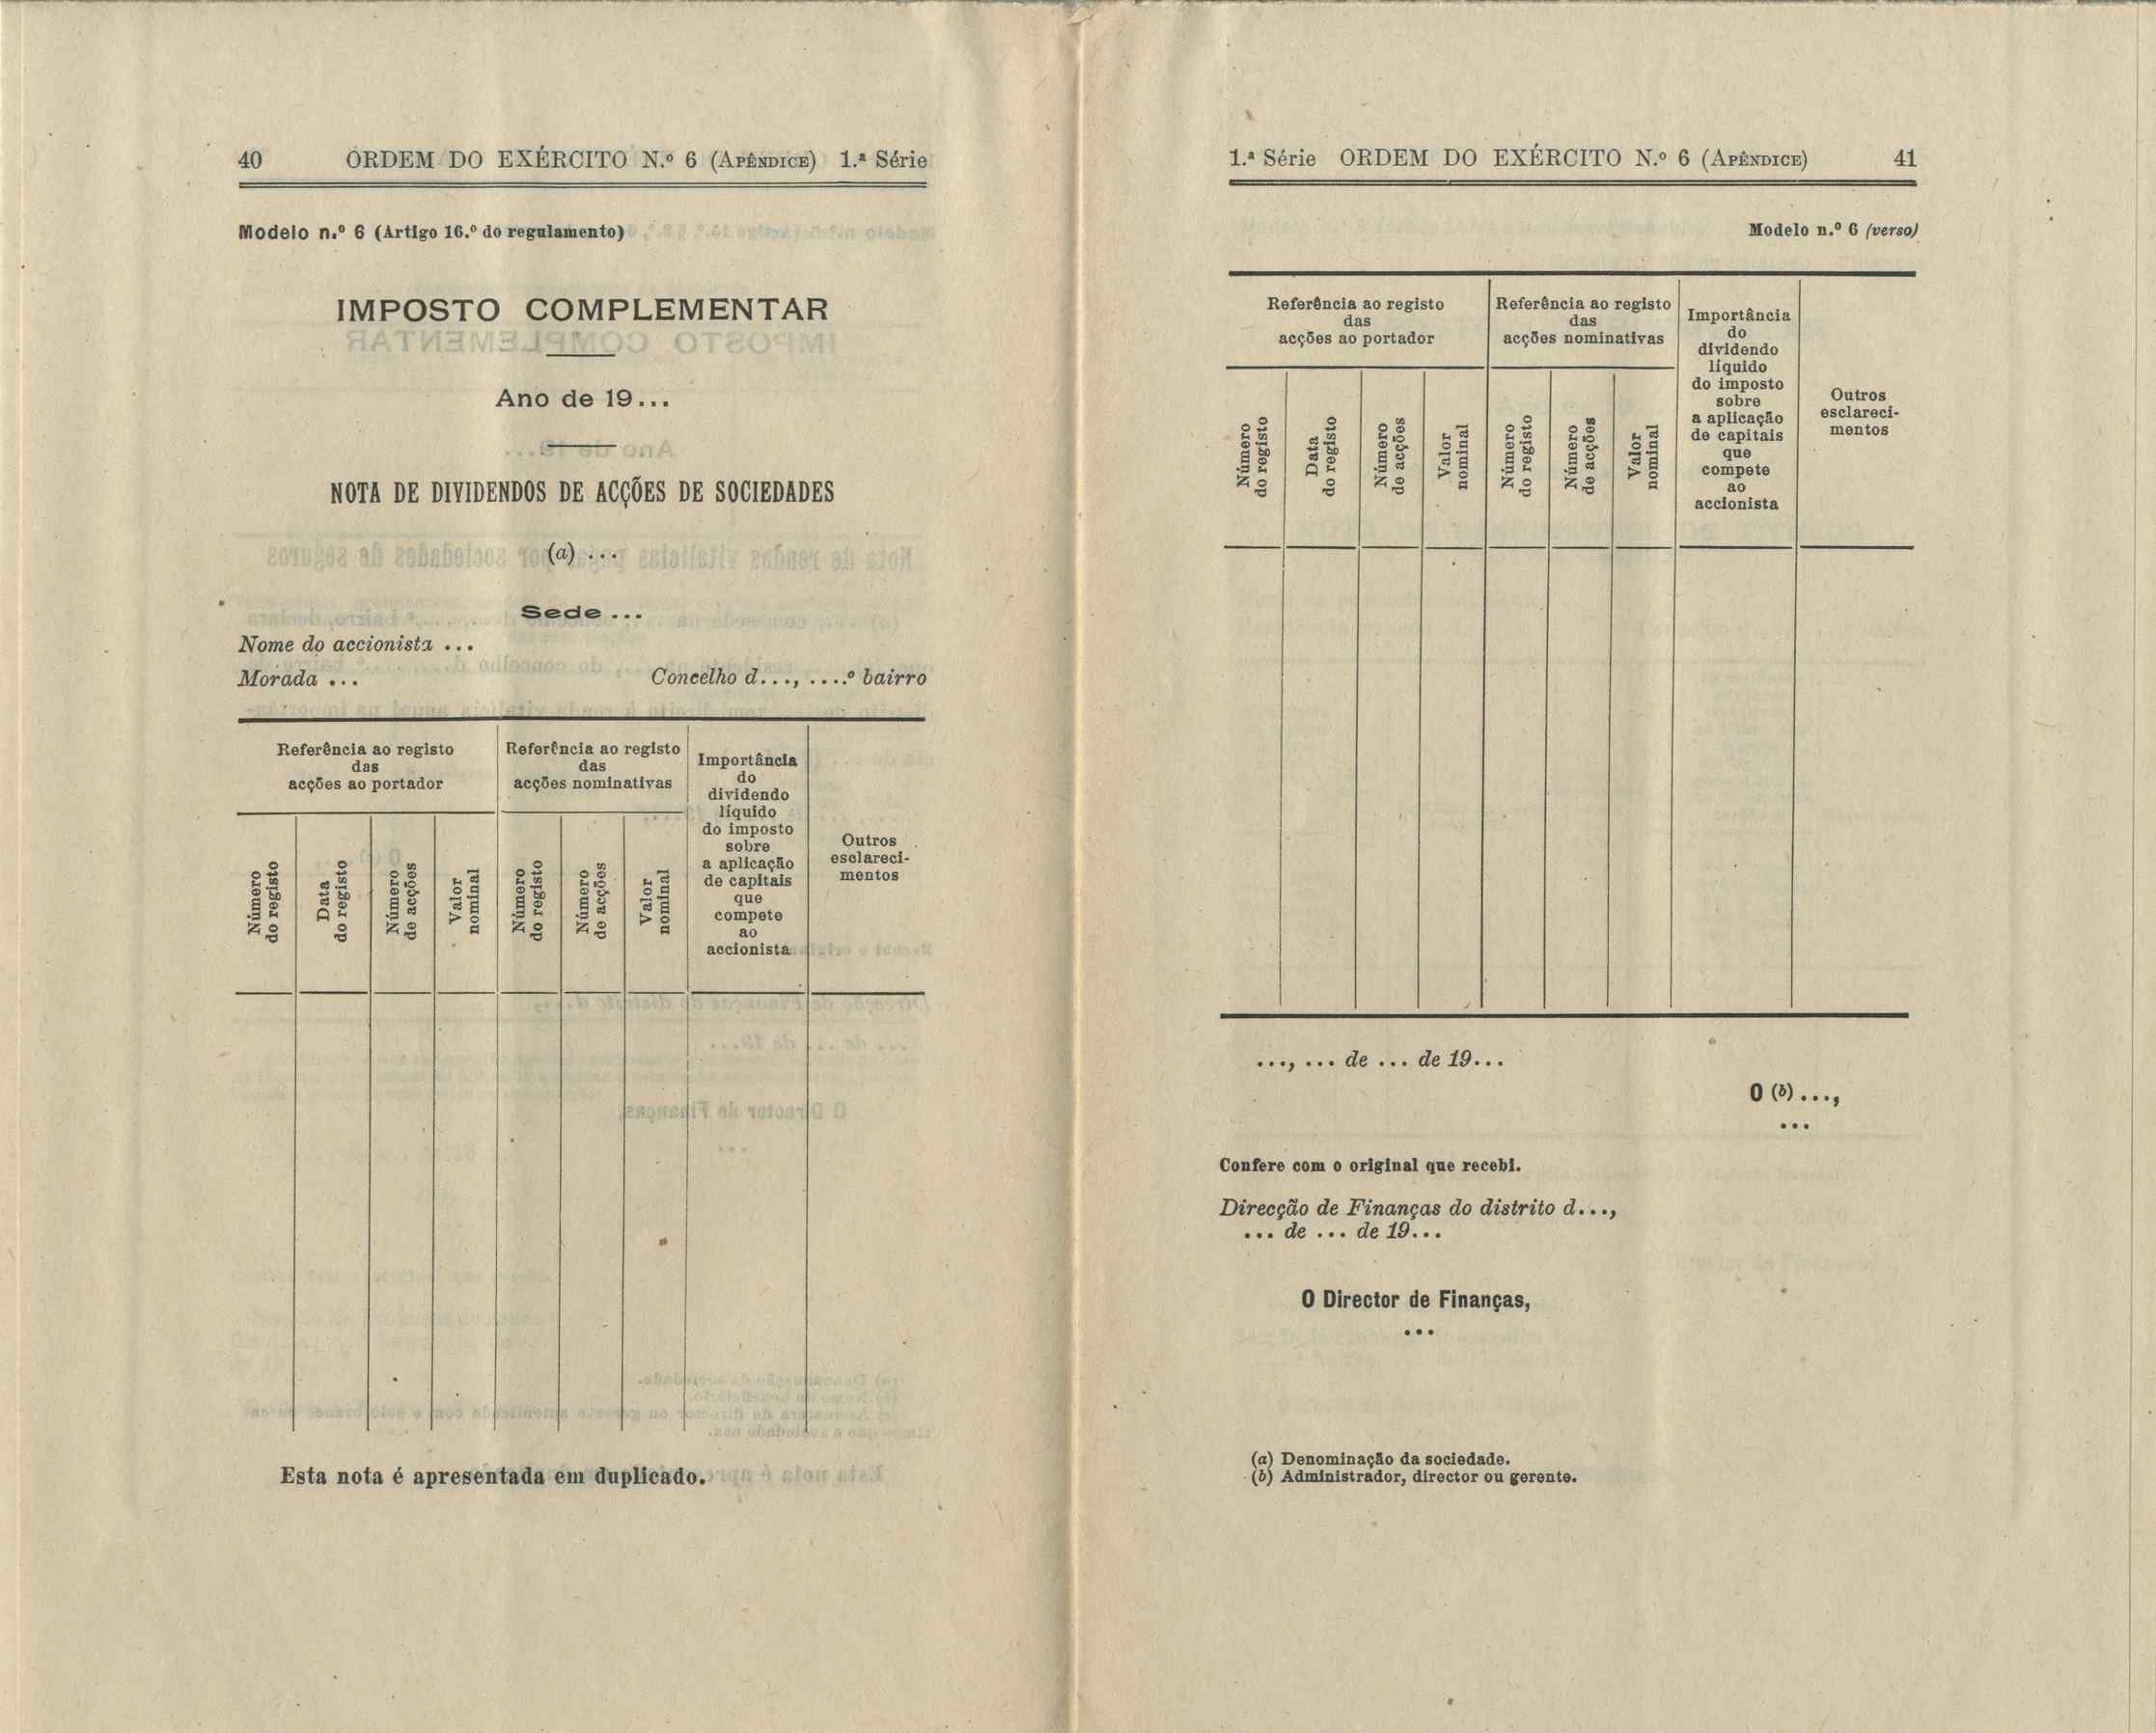 40 ORDEM DO EXÉRCITO N.º 6 (APÊNDICE) 1.ª Série
Modelo n.º 6 (Artigo 16.º do regulamento)
IMPOSTO COMPLEMENTAR
Ano de 19...
NOTA DE DIVIDENDOS DE ACÇÕES DE SOCIEDADES
(a) ...
Sede ...
Nome do accionista ...
Morada ... Concelho d..., ....º bairro
Referência ao registo
das
acções ao portador
Referência ao registo
das
acções nominativas
Importância
do
dividendo
líquido
do imposto
sobre
a aplicação
de capitais
que
compete
ao
accionista
Outros
esclareci-
mentos
Número
do registo
Data
do registo
Número
de acções
Valor
nominal
Número
do registo
Número
de acções
Valor
nominal
Esta nota é apresentada em duplicado.
1.ª Série ORDEM DO EXÉRCITO N.º 6 (APÊNDICE) 41
Modelo n.º 6 (verso)
Referência ao registo
das
acções ao portador
Referência ao registo
das
acções nominativas
Importância
do
dividendo
líquido
do imposto
sobre
a aplicação
de capitais
que
compete
ao
accionista
Outros
esclareci-
mentos
Número
do registo
Data
do registo
Número
de acções
Valor
nominal
Número
do registo
Número
de acções
Valor
nominal
..., ... de ... de 19...
O (b) ...,
...
Confere com o original que recebi.
Direcção de Finanças do distrito d...,
... de ... de 19...
O Director de Finanças,
...
(a) Denominação da sociedade.
(b) Administrador, director ou gerente.